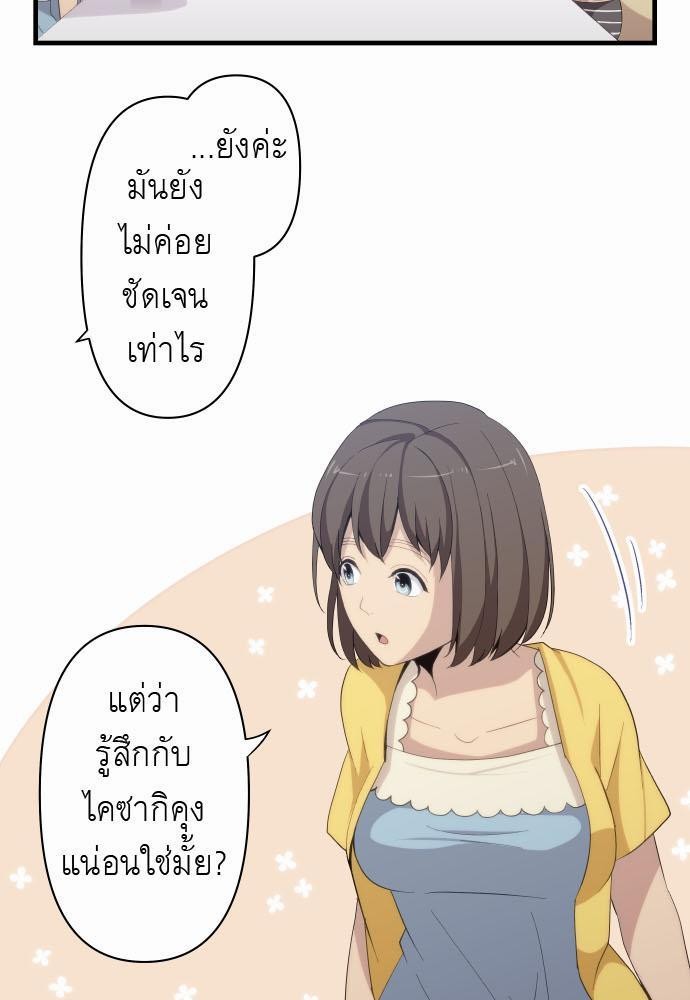 ...ยังค่ะ
มันยัง
ไม่ค่อย
ชัดเจน
เท่าไร
แต่ว่า
รู้สึกกับ
ไคซากิคุง
แน่อนใช่มั้ย?